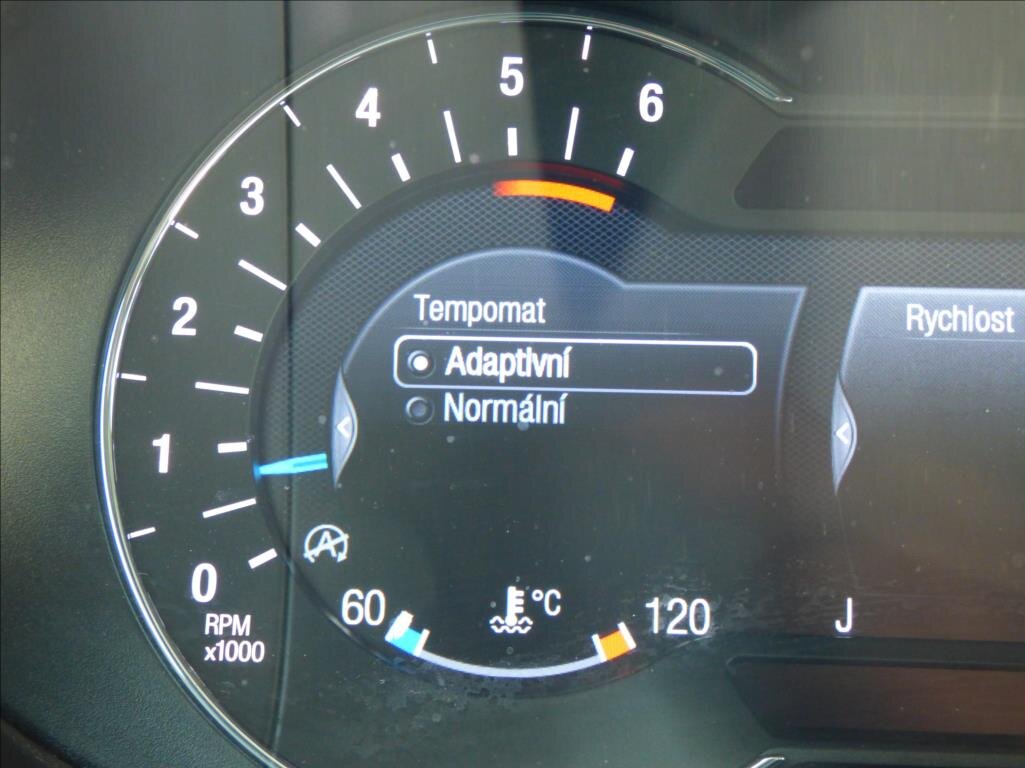 6
5
4
3
2
1
0
RPM
x1000
Tempomat
Adaptivní
Normální
Rychlost
A
60
°C
120
J